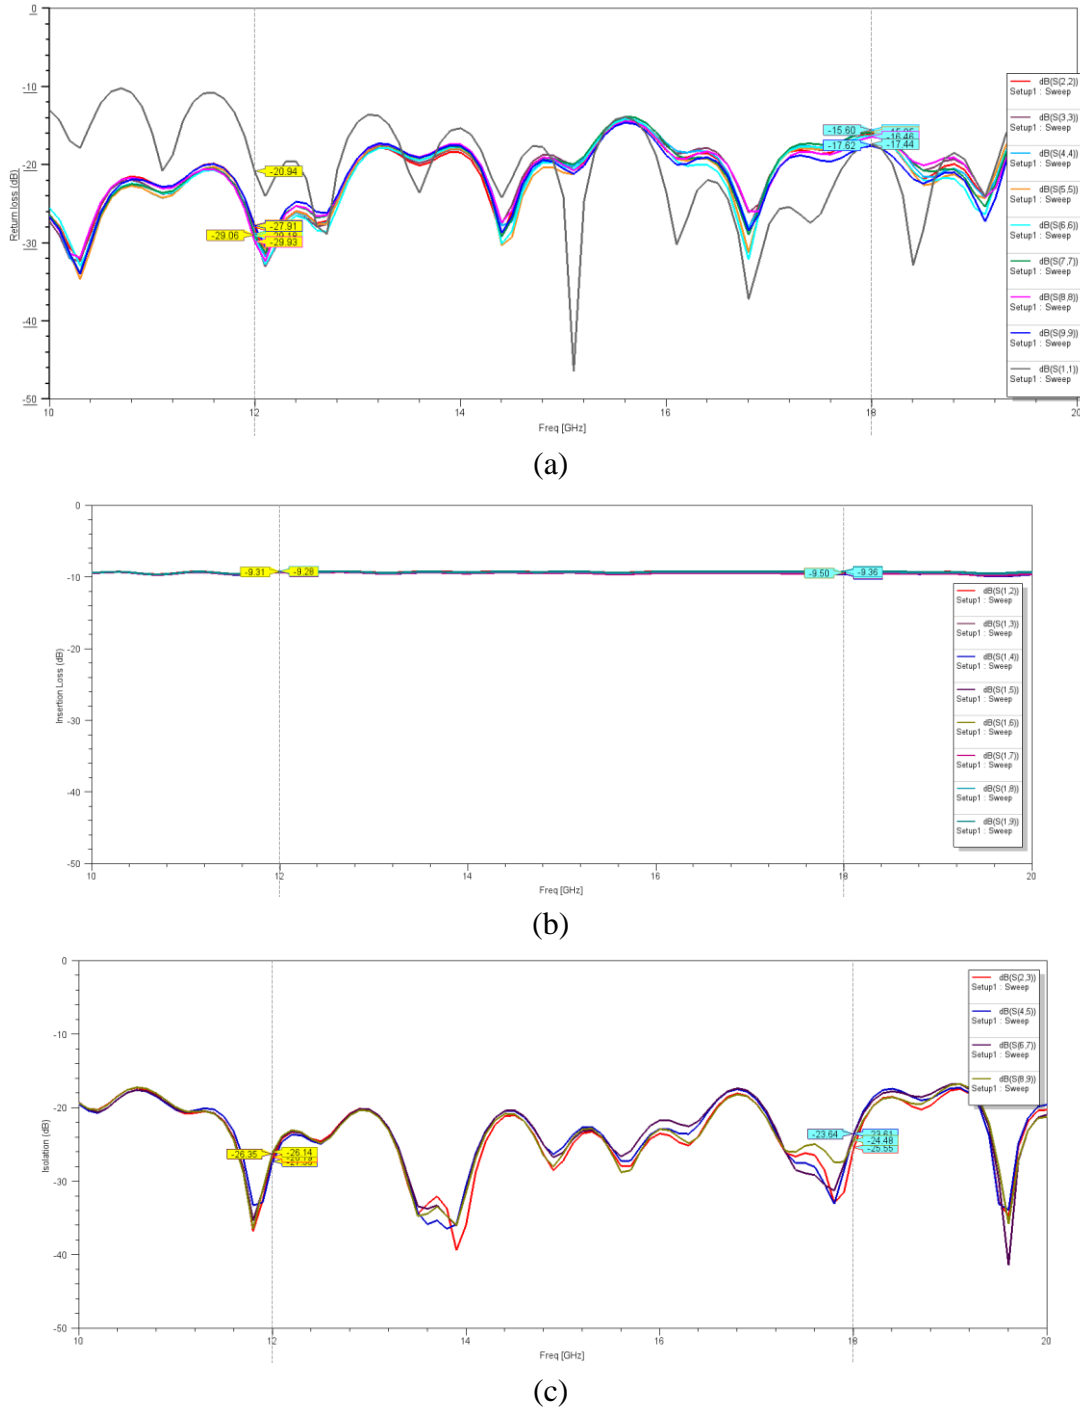 0
-10
-20
-30
-40
-50
Return loss (dB)
-20.94
-27.91
-29.06
-29.93
-15.60
-16.46
-17.62
-17.44
dB(S(2,2))
Setup1 : Sweep
dB(S(3,3))
Setup1 : Sweep
dB(S(4,4))
Setup1 : Sweep
dB(S(5,5))
Setup1 : Sweep
dB(S(6,6))
Setup1 : Sweep
dB(S(7,7))
Setup1 : Sweep
dB(S(8,8))
Setup1 : Sweep
dB(S(9,9))
Setup1 : Sweep
dB(S(1,1))
Setup1 : Sweep
10 12 14 16 18 20
Freq [GHz]
(a)
0
-10
-20
-30
-40
-50
Insertion Loss (dB)
-9.31 -9.28
-9.50 -9.36
dB(S(1,2))
Setup1 : Sweep
dB(S(1,3))
Setup1 : Sweep
dB(S(1,4))
Setup1 : Sweep
dB(S(1,5))
Setup1 : Sweep
dB(S(1,6))
Setup1 : Sweep
dB(S(1,7))
Setup1 : Sweep
dB(S(1,8))
Setup1 : Sweep
dB(S(1,9))
Setup1 : Sweep
10 12 14 16 18 20
Freq [GHz]
(b)
0
-10
-20
-30
-40
-50
Isolation (dB)
-26.35 -26.14
-23.64 -23.61
-24.48
-25.55
dB(S(2,3))
Setup1 : Sweep
dB(S(4,5))
Setup1 : Sweep
dB(S(6,7))
Setup1 : Sweep
dB(S(8,9))
Setup1 : Sweep
10 12 14 16 18 20
Freq [GHz]
(c)